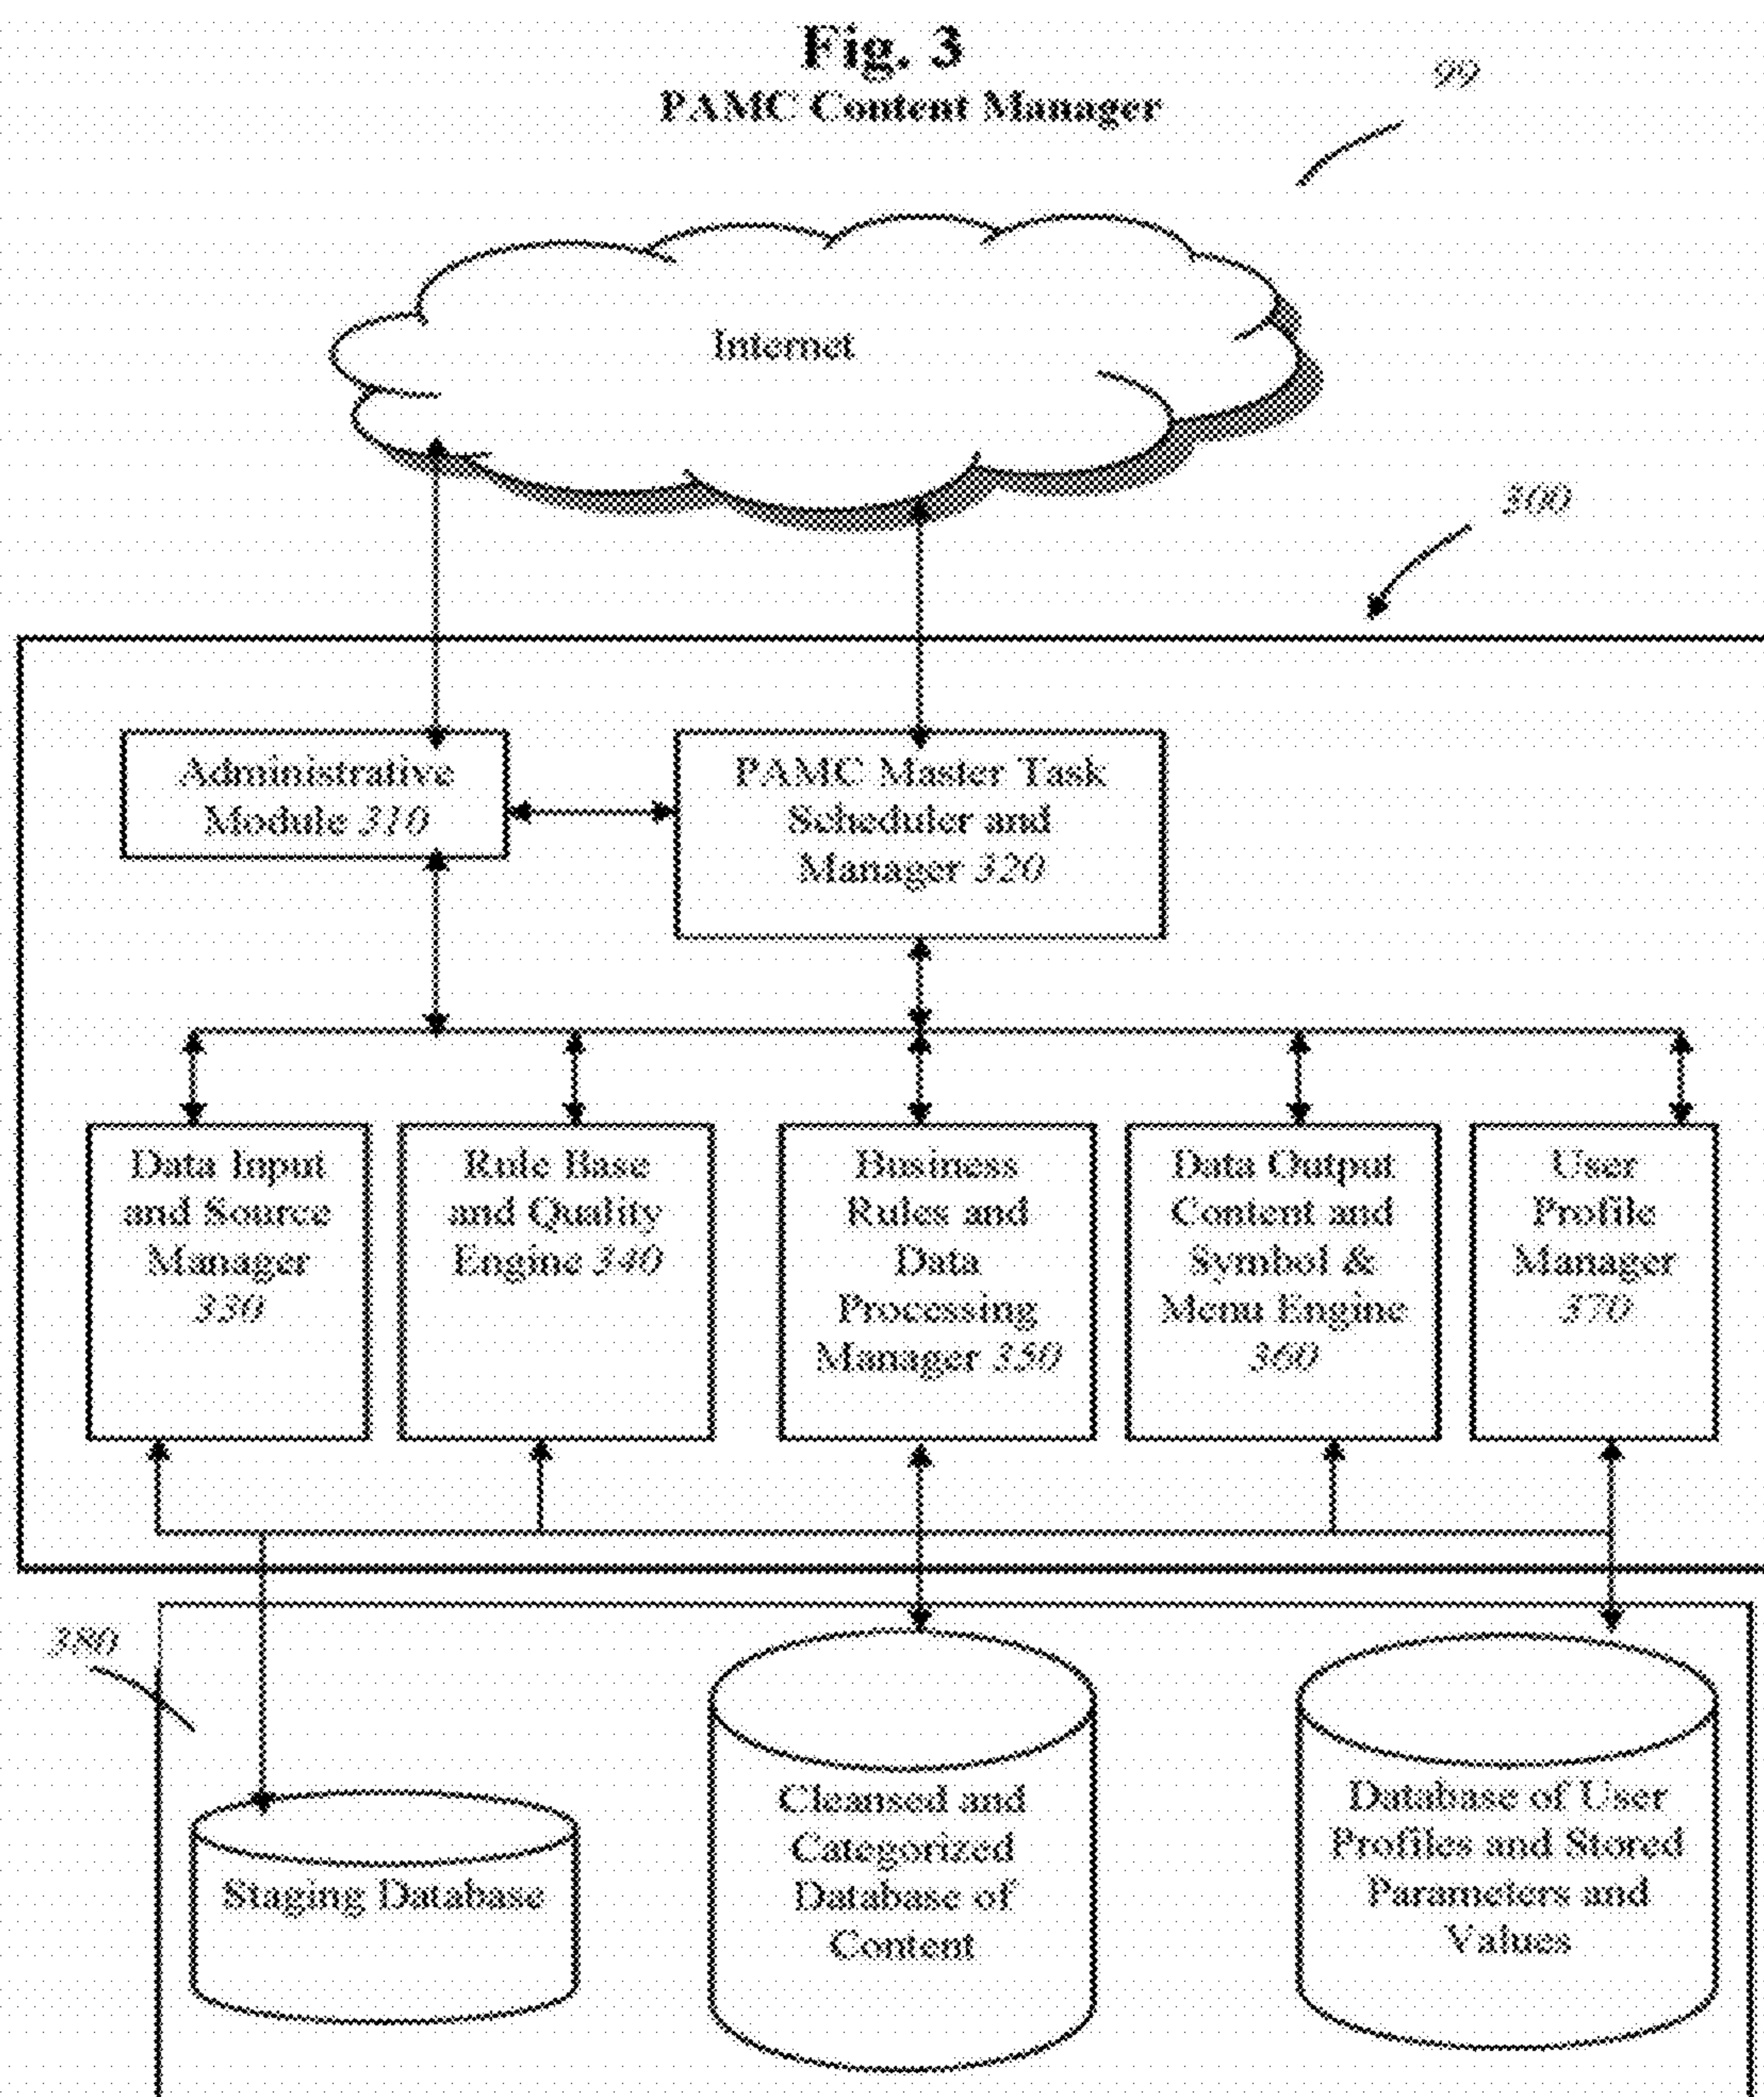 Fig. 3
PAMC Content Manager
99
Internet
300
Administrative
Module 310
PAMC Master Task
Scheduler and
Manager 320
Data Input
and Source
Manager
330
Rule Base
and Quality
Engine 340
Business
Rules and
Data
Processing
Manager 350
Data Output
Content and
Symbol &
Menu Engine
360
User
Profile
Manager
370
380
Staging Database
Cleansed and
Categorized
Database of
Content
Database of User
Profiles and Stored
Parameters and
Values